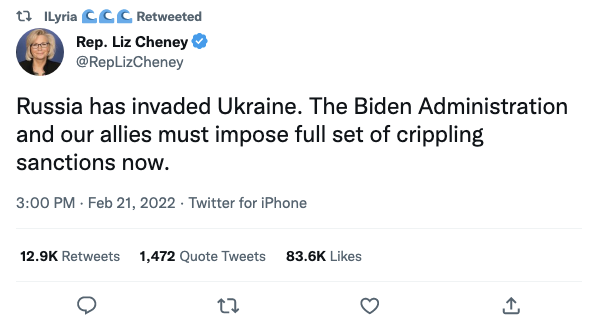 ILyria 🌊🌊🌊 Retweeted
Rep. Liz Cheney
@RepLizCheney
Russia has invaded Ukraine. The Biden Administration
and our allies must impose full set of crippling
sanctions now.
3:00 PM · Feb 21, 2022 · Twitter for iPhone
12.9K Retweets 1,472 Quote Tweets 83.6K Likes